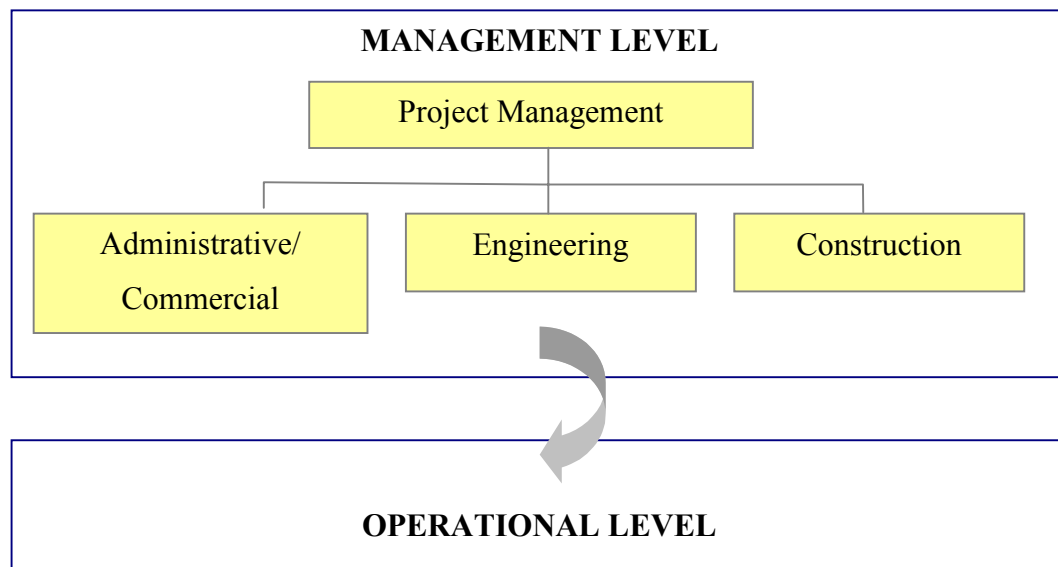 MANAGEMENT LEVEL
Project Management
Administrative/
Commercial
Engineering
Construction
OPERATIONAL LEVEL